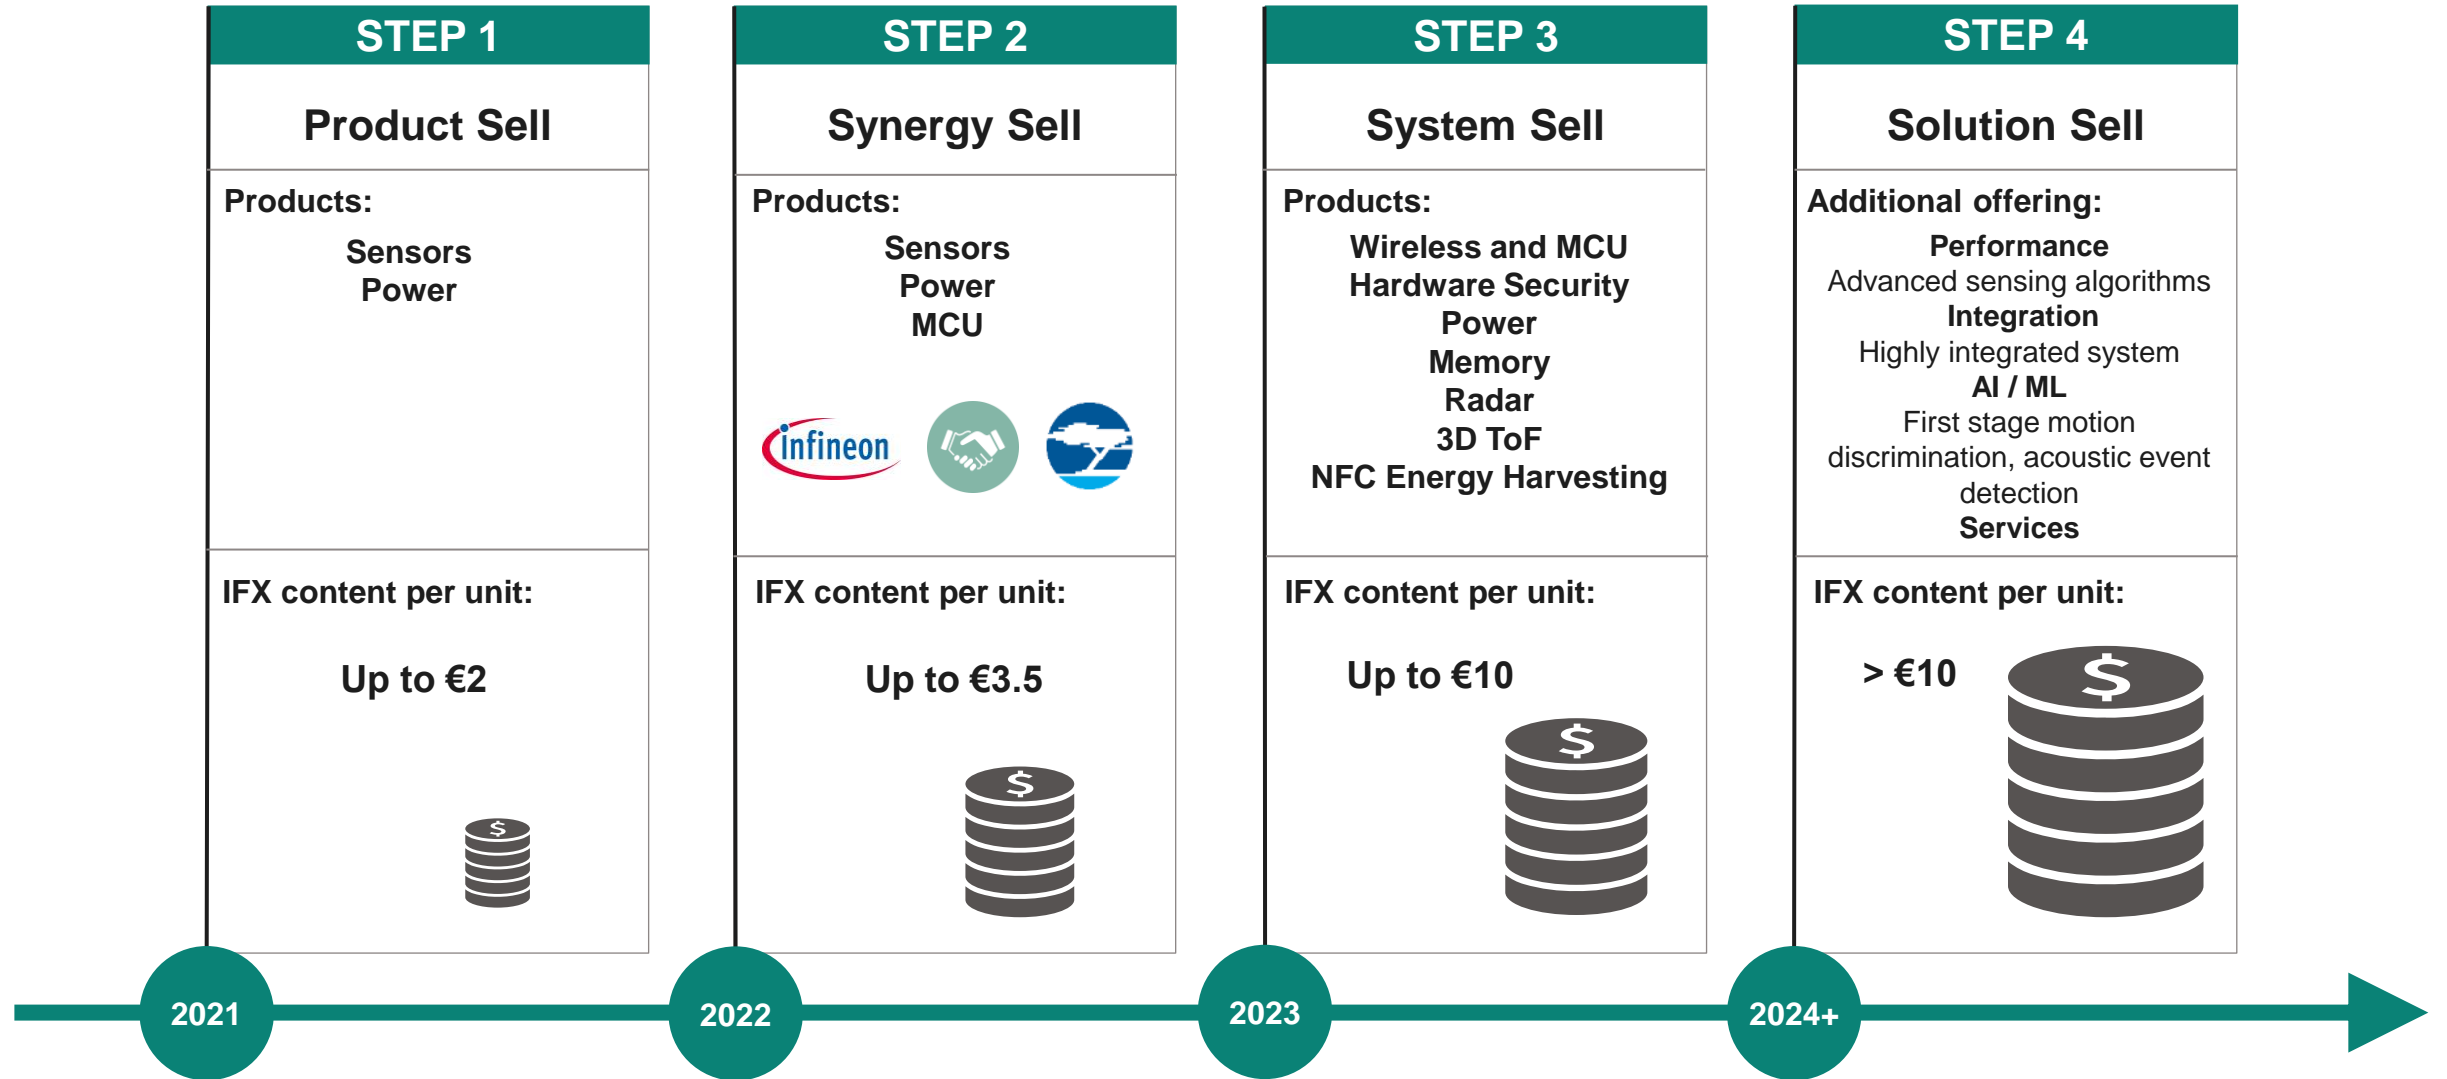 STEP 1
Product Sell
Products:
Sensors
Power
IFX content per unit:
Up to €2
$
2021
STEP 2
Synergy Sell
Products:
Sensors
Power
MCU
infineon
IFX content per unit:
Up to €3.5
$
2022
STEP 3
System Sell
Products:
Wireless and MCU
Hardware Security
Power
Memory
Radar
3D ToF
NFC Energy Harvesting
IFX content per unit:
Up to €10
$
2023
STEP 4
Solution Sell
Additional offering:
Performance
Advanced sensing algorithms
Integration
Highly integrated system
AI / ML
First stage motion
discrimination, acoustic event
detection
Services
IFX content per unit:
> €10
$
2024+